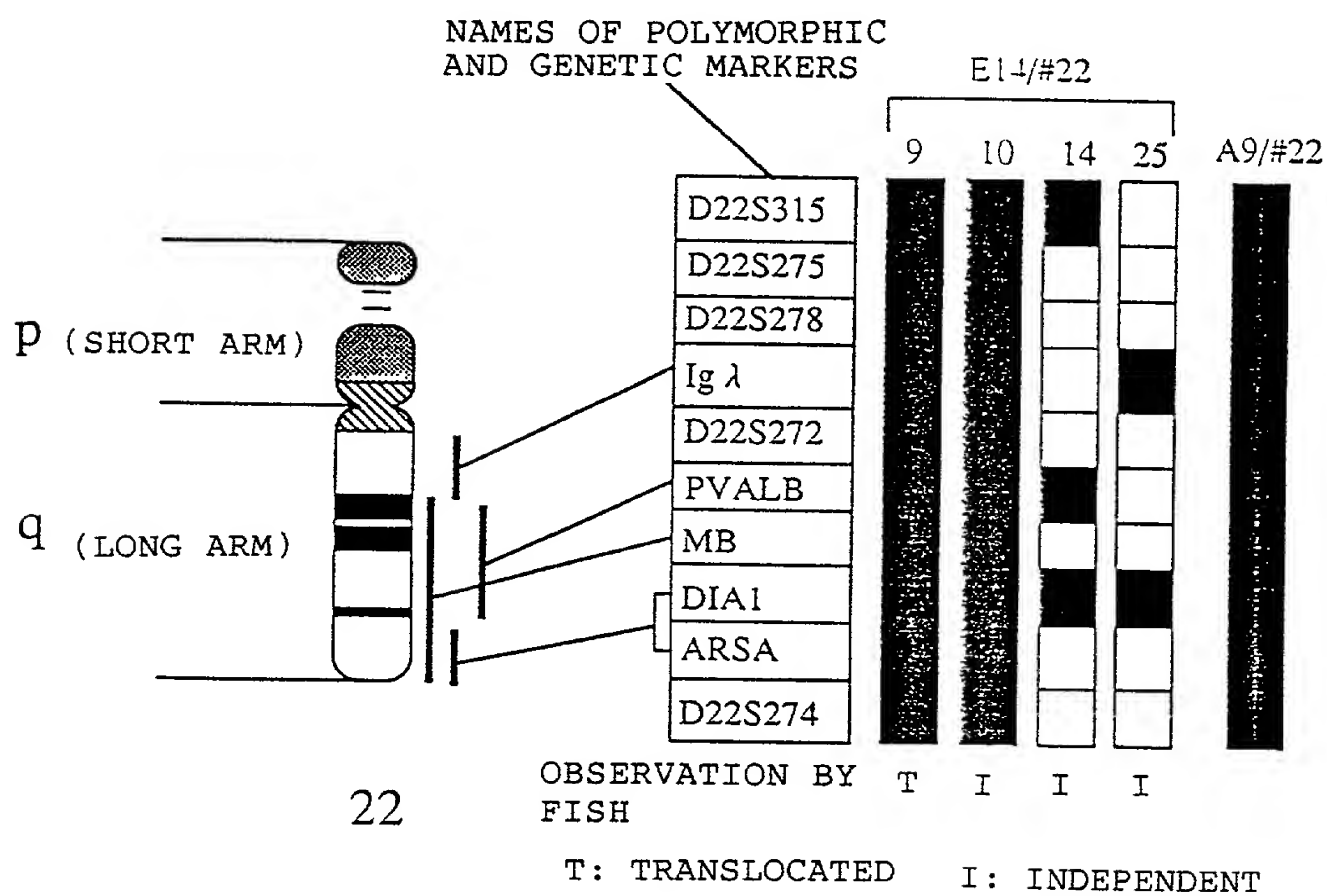 NAMES OF POLYMORPHIC
AND GENETIC MARKERS
E14/#22
9 10 14 25 A9/#22
D22S315
D22S275
D22S278
Ig λ
D22S272
PVALB
MB
DIA1
ARSA
D22S274
p (SHORT ARM)
q (LONG ARM)
22
OBSERVATION BY
FISH
T I I I
T: TRANSLOCATED I: INDEPENDENT